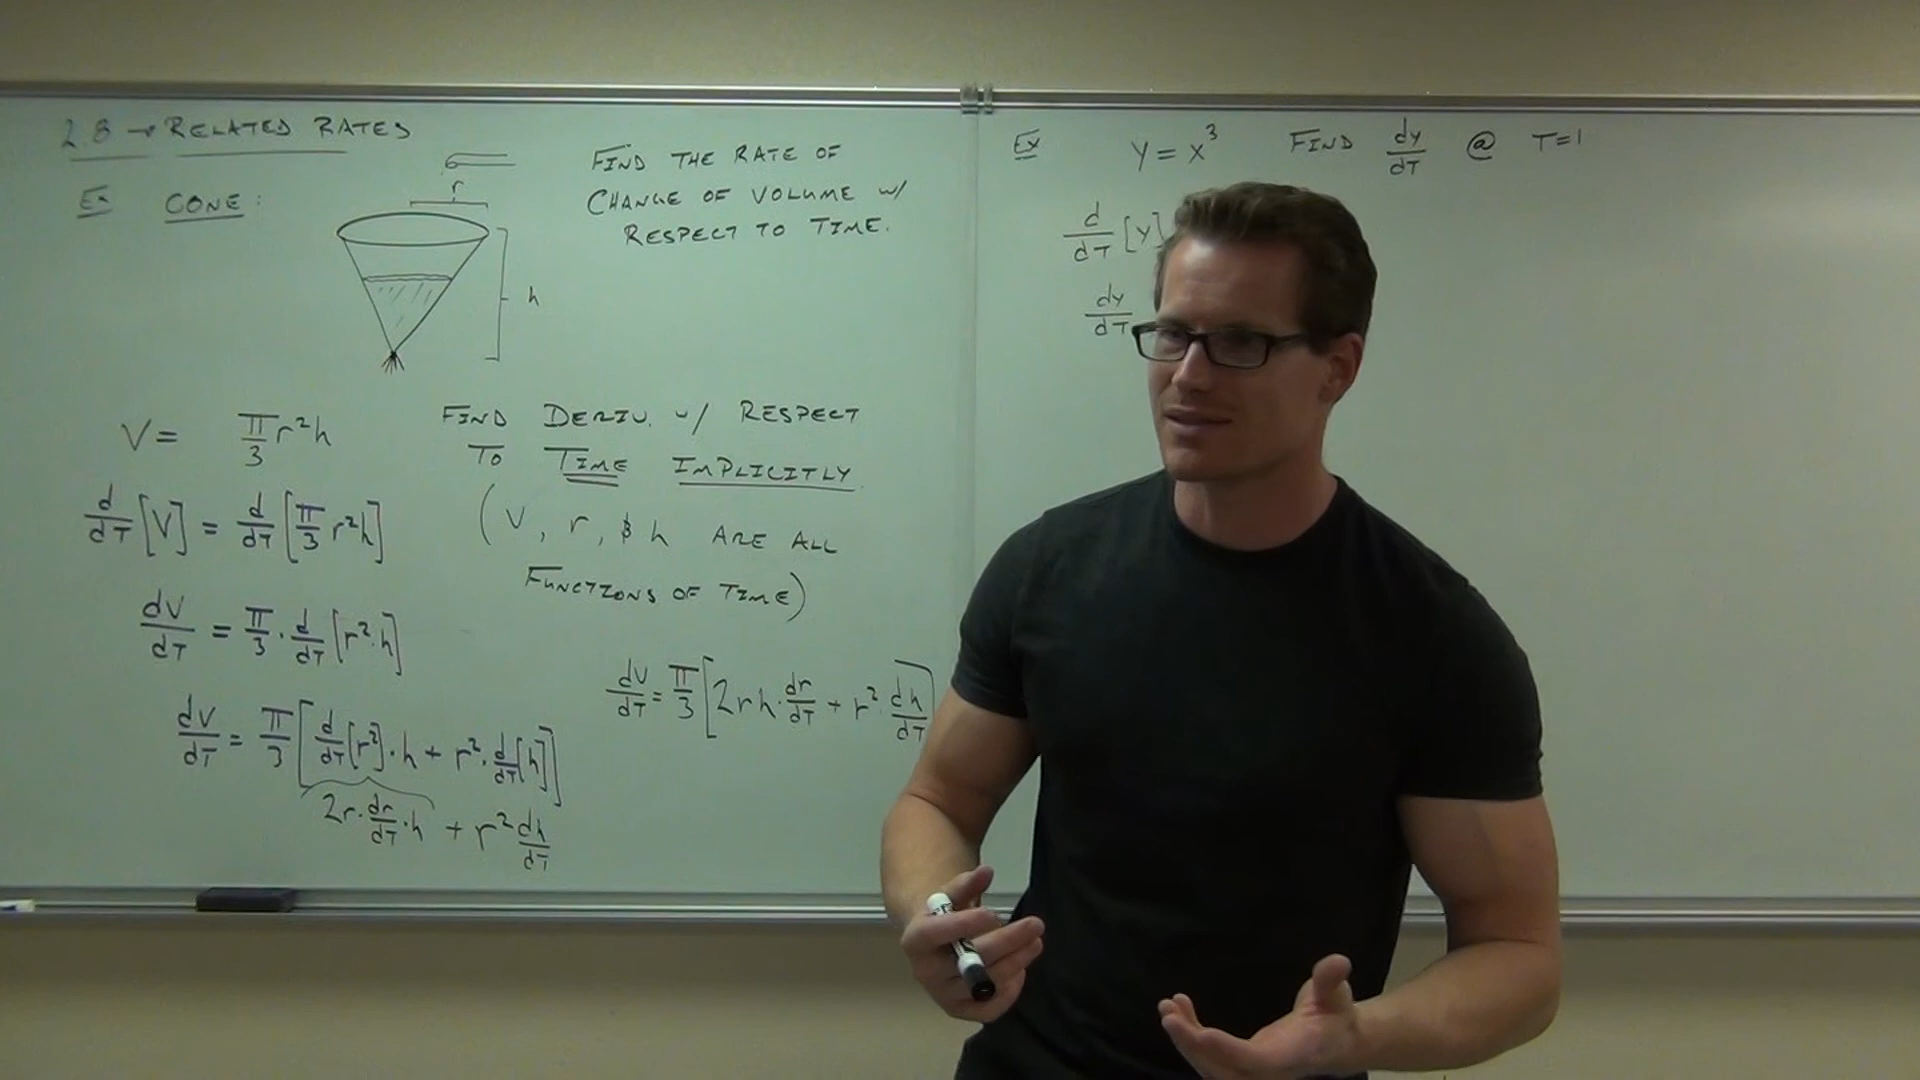 2.8 → RELATED RATES
EX CONE:
r
h
FIND THE RATE OF
CHANGE OF VOLUME W/
RESPECT TO TIME.
V = π/3 r²h
d/dT [V] = d/dT [π/3 r²h]
dV/dT = π/3 · d/dT [r²·h]
dV/dT = π/3 [d/dT [r²]·h + r²·d/dT [h]]
2r·dr/dT·h + r² dh/dT
FIND DERIV. W/ RESPECT
TO TIME IMPLICITLY
(V, r, & h ARE ALL
FUNCTIONS OF TIME)
dV/dT = π/3 [2rh·dr/dT + r² dh/dT]
EX Y = X³ FIND dY/dT @ T=1
d/dT [Y]
dY/dT